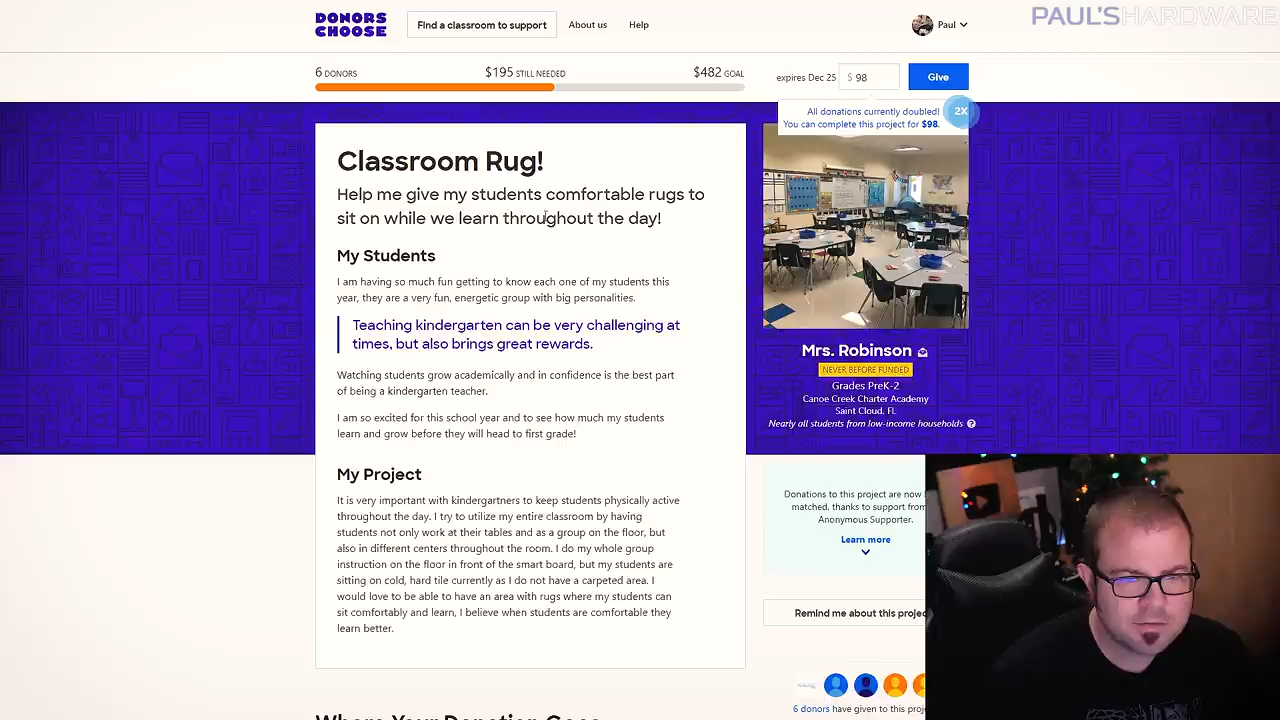 DONORS
CHOOSE
Find a classroom to support
About us
Help
Paul
PAUL'SHARDWARE
6 DONORS
$195 STILL NEEDED
$482 GOAL
expires Dec 25
$ 98
Give
All donations currently doubled!
You can complete this project for $98.
2X
Classroom Rug!
Help me give my students comfortable rugs to
sit on while we learn throughout the day!
My Students
I am having so much fun getting to know each one of my students this
year, they are a very fun, energetic group with big personalities.
Teaching kindergarten can be very challenging at
times, but also brings great rewards.
Watching students grow academically and in confidence is the best part
of being a kindergarten teacher.
I am so excited for this school year and to see how much my students
learn and grow before they will head to first grade!
My Project
It is very important with kindergartners to keep students physically active
throughout the day. I try to utilize my entire classroom by having
students not only work at their tables and as a group on the floor, but
also in different centers throughout the room. I do my whole group
instruction on the floor in front of the smart board, but my students are
sitting on cold, hard tile currently as I do not have a carpeted area. I
would love to be able to have an area with rugs where my students can
sit comfortably and learn, I believe when students are comfortable they
learn better.
Mrs. Robinson
NEVER BEFORE FUNDED
Grades PreK-2
Canoe Creek Charter Academy
Saint Cloud, FL
Nearly all students from low-income households
Donations to this project are now
matched, thanks to support from
Anonymous Supporter.
Learn more
Remind me about this projec
6 donors have given to this proj
Where Your Donation Goes